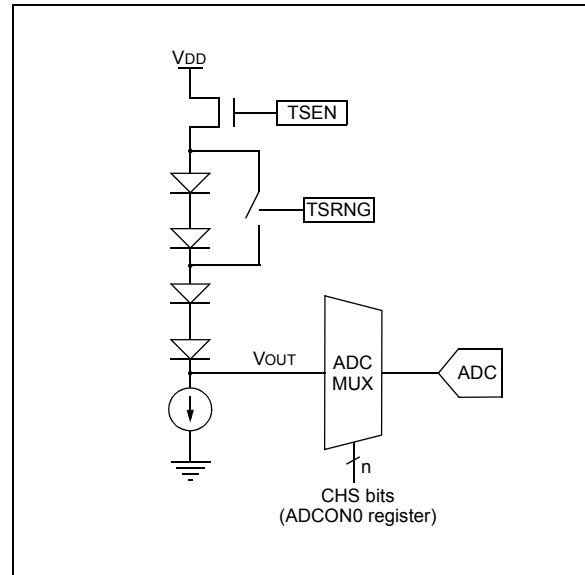 VDD
TSEN
TSRNG
VOUT
ADC
MUX
ADC
n
CHS bits
(ADCON0 register)